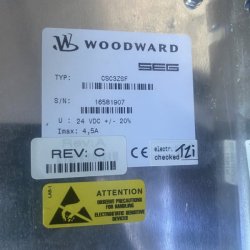 WOODWARD
SEG
TYP: CSC3ZGF
S/N: 16581907
U : 24 VDC +/- 20%
Imax: 4,5A
REV: C
CE
electr.
checked
ATTENTION
OBSERVE PRECAUTIONS
FOR HANDLING
ELECTROSTATIC SENSITIVE
DEVICES